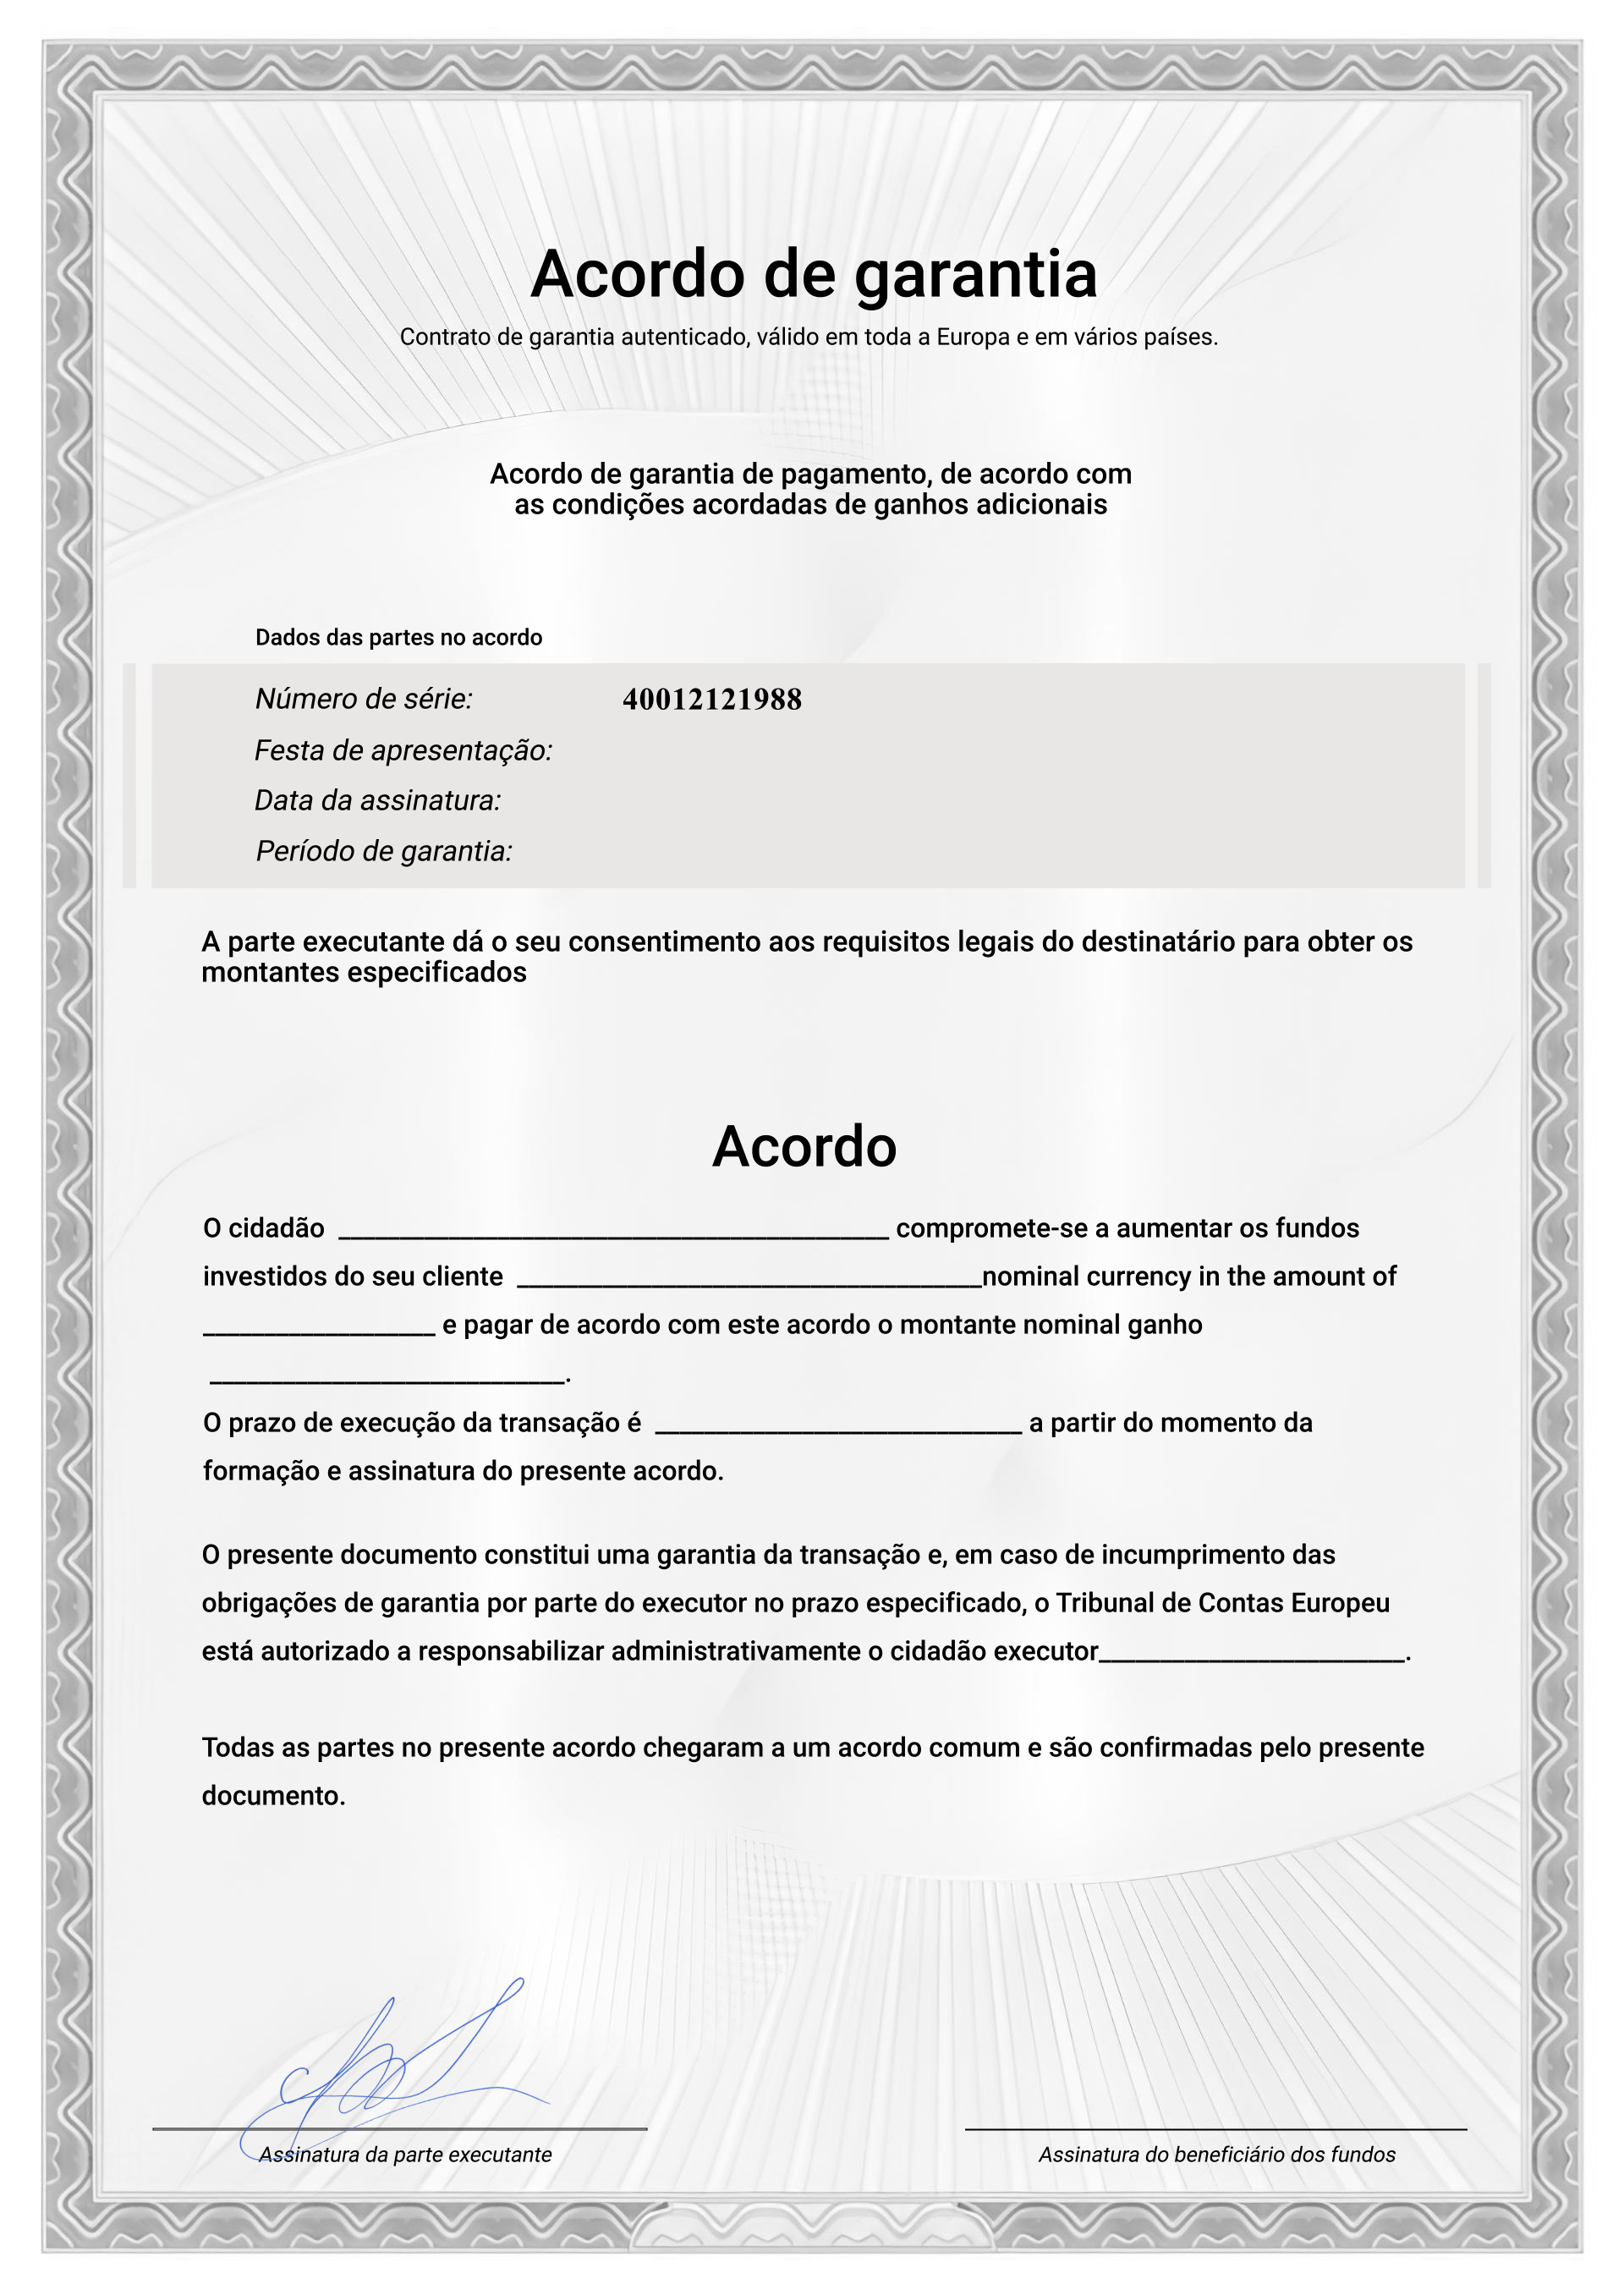 Acordo de garantia
Contrato de garantia autenticado, válido em toda a Europa e em vários países.
Acordo de garantia de pagamento, de acordo com
as condições acordadas de ganhos adicionais
Dados das partes no acordo
Número de série: 40012121988
Festa de apresentação:
Data da assinatura:
Período de garantia:
A parte executante dá o seu consentimento aos requisitos legais do destinatário para obter os
montantes especificados
Acordo
O cidadão _____________________________________________ compromete-se a aumentar os fundos
investidos do seu cliente ______________________________________nominal currency in the amount of
___________________ e pagar de acordo com este acordo o montante nominal ganho
_____________________________.
O prazo de execução da transação é ______________________________ a partir do momento da
formação e assinatura do presente acordo.
O presente documento constitui uma garantia da transação e, em caso de incumprimento das
obrigações de garantia por parte do executor no prazo especificado, o Tribunal de Contas Europeu
está autorizado a responsabilizar administrativamente o cidadão executor_________________________.
Todas as partes no presente acordo chegaram a um acordo comum e são confirmadas pelo presente
documento.
Assinatura da parte executante
Assinatura do beneficiário dos fundos